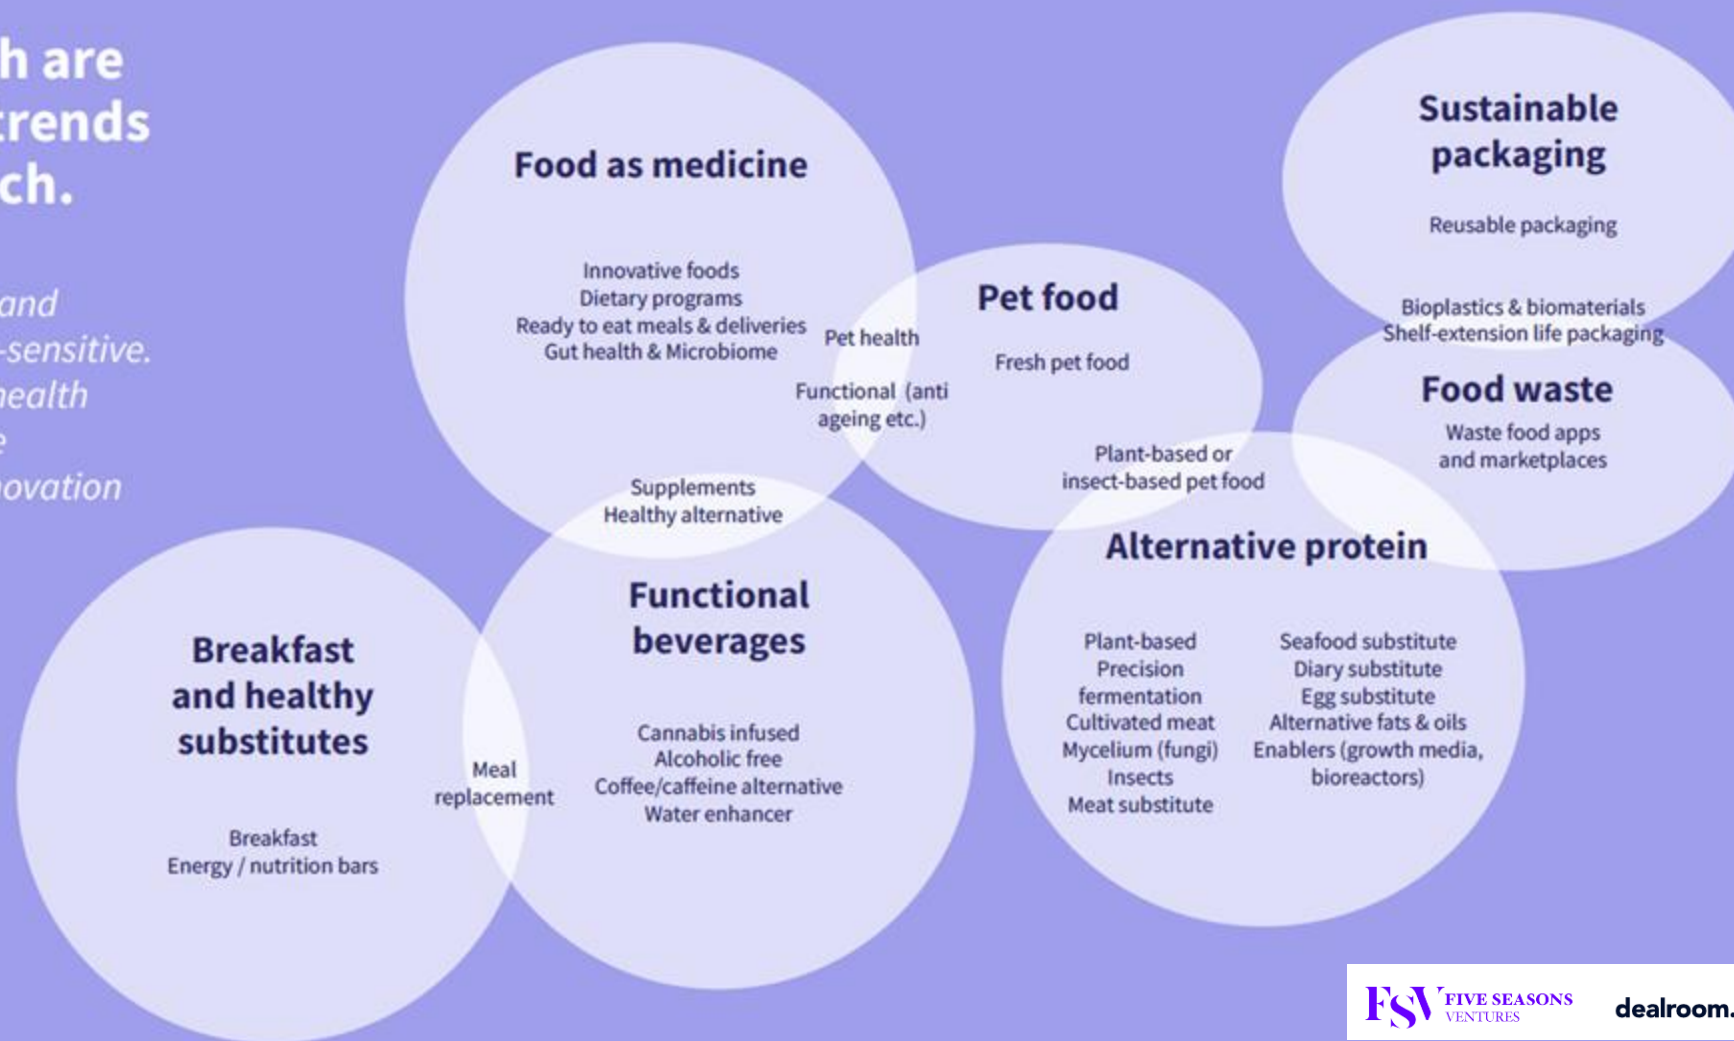 h are
trends
ch.
and
-sensitive.
health
e
novation
Food as medicine
Innovative foods
Dietary programs
Ready to eat meals & deliveries
Gut health & Microbiome
Pet health
Functional (anti
ageing etc.)
Pet food
Fresh pet food
Plant-based or
insect-based pet food
Sustainable
packaging
Reusable packaging
Bioplastics & biomaterials
Shelf-extension life packaging
Food waste
Waste food apps
and marketplaces
Supplements
Healthy alternative
Functional
beverages
Cannabis infused
Alcoholic free
Coffee/caffeine alternative
Water enhancer
Breakfast
and healthy
substitutes
Breakfast
Energy / nutrition bars
Meal
replacement
Alternative protein
Plant-based
Precision
fermentation
Cultivated meat
Mycelium (fungi)
Insects
Meat substitute
Seafood substitute
Diary substitute
Egg substitute
Alternative fats & oils
Enablers (growth media,
bioreactors)
FSV FIVE SEASONS
VENTURES
dealroom.